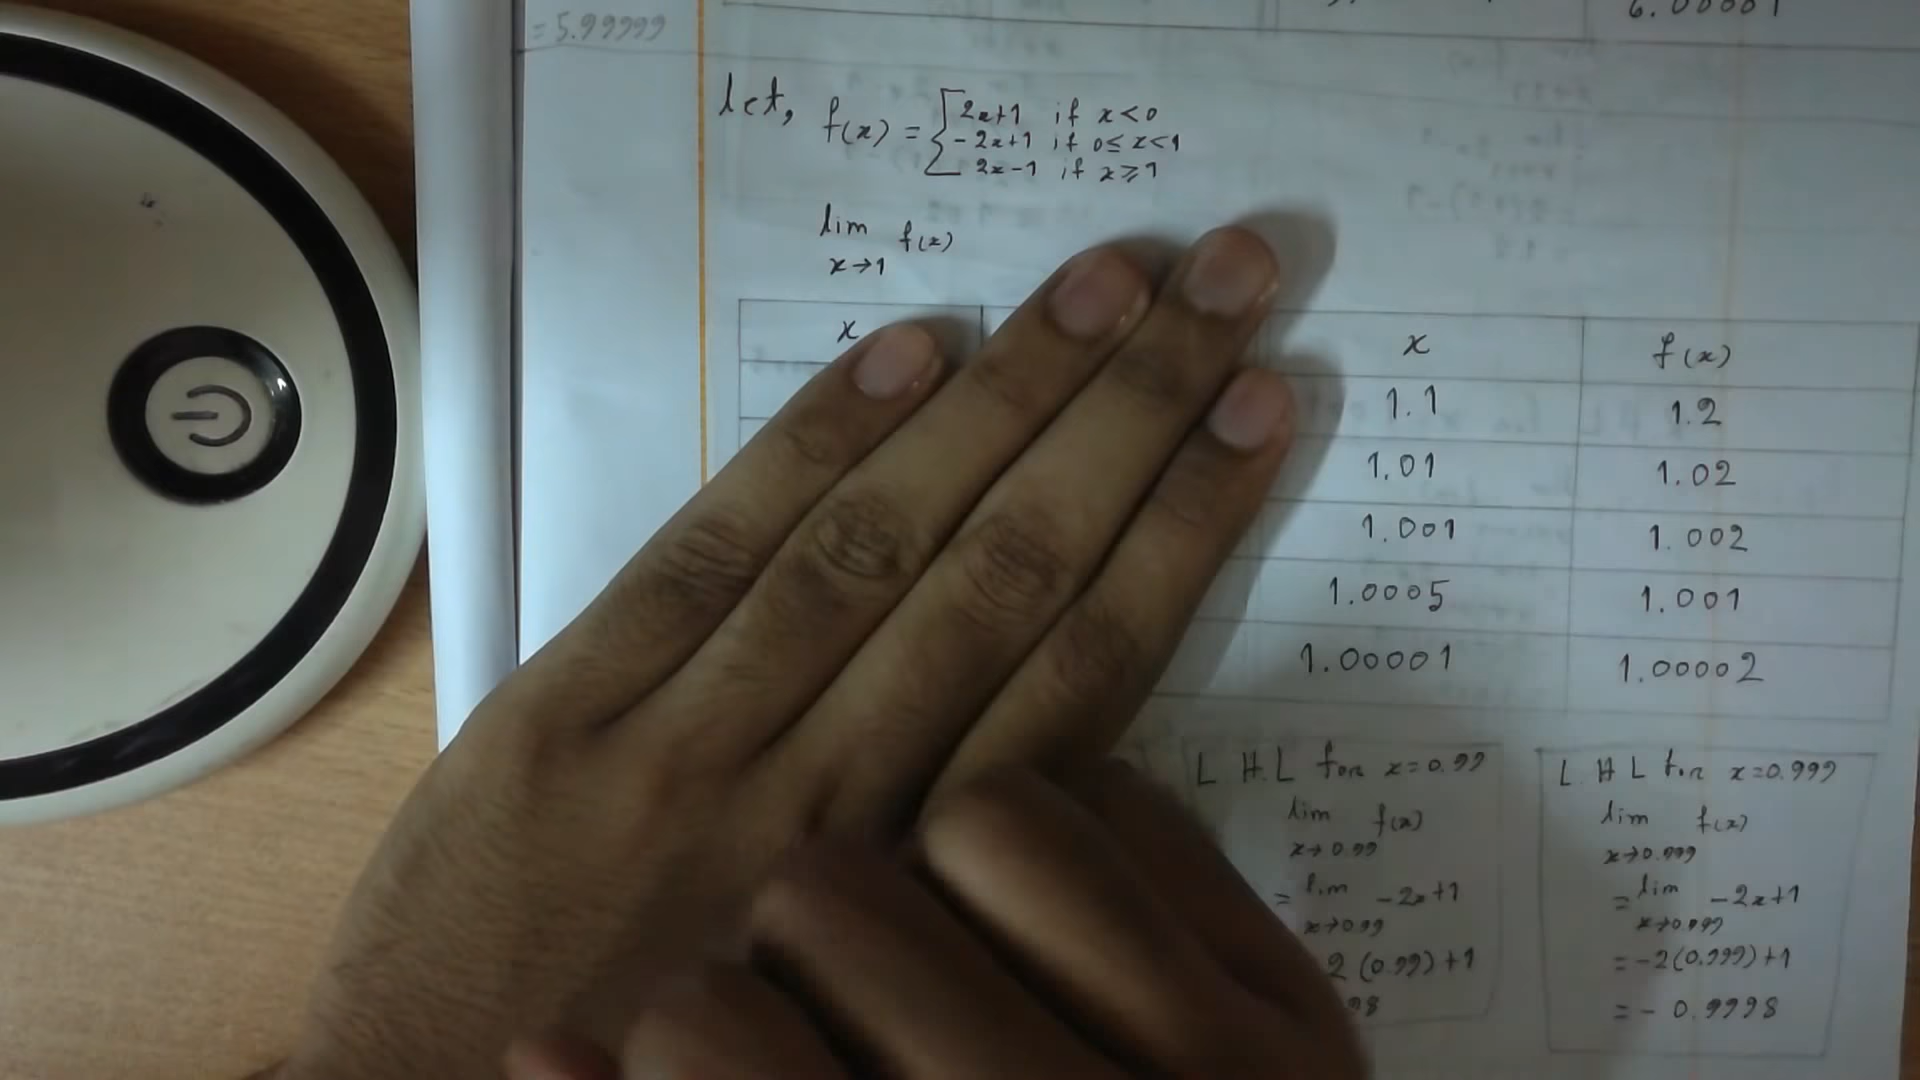 = 5.99999
6.00001
let, f(x) = { 2x+1 if x<0
-2x+1 if 0≤x<1
2x-1 if x≥1
lim f(x)
x→1
x
x f(x)
1.1 1.2
1.01 1.02
1.001 1.002
1.0005 1.001
1.00001 1.00002
L.H.L for x=0.99
lim f(x)
x→0.99
= lim -2x+1
x→0.99
2(0.99)+1
98
L.H.L for x=0.999
lim f(x)
x→0.999
= lim -2x+1
x→0.999
= -2(0.999)+1
= - 0.9998